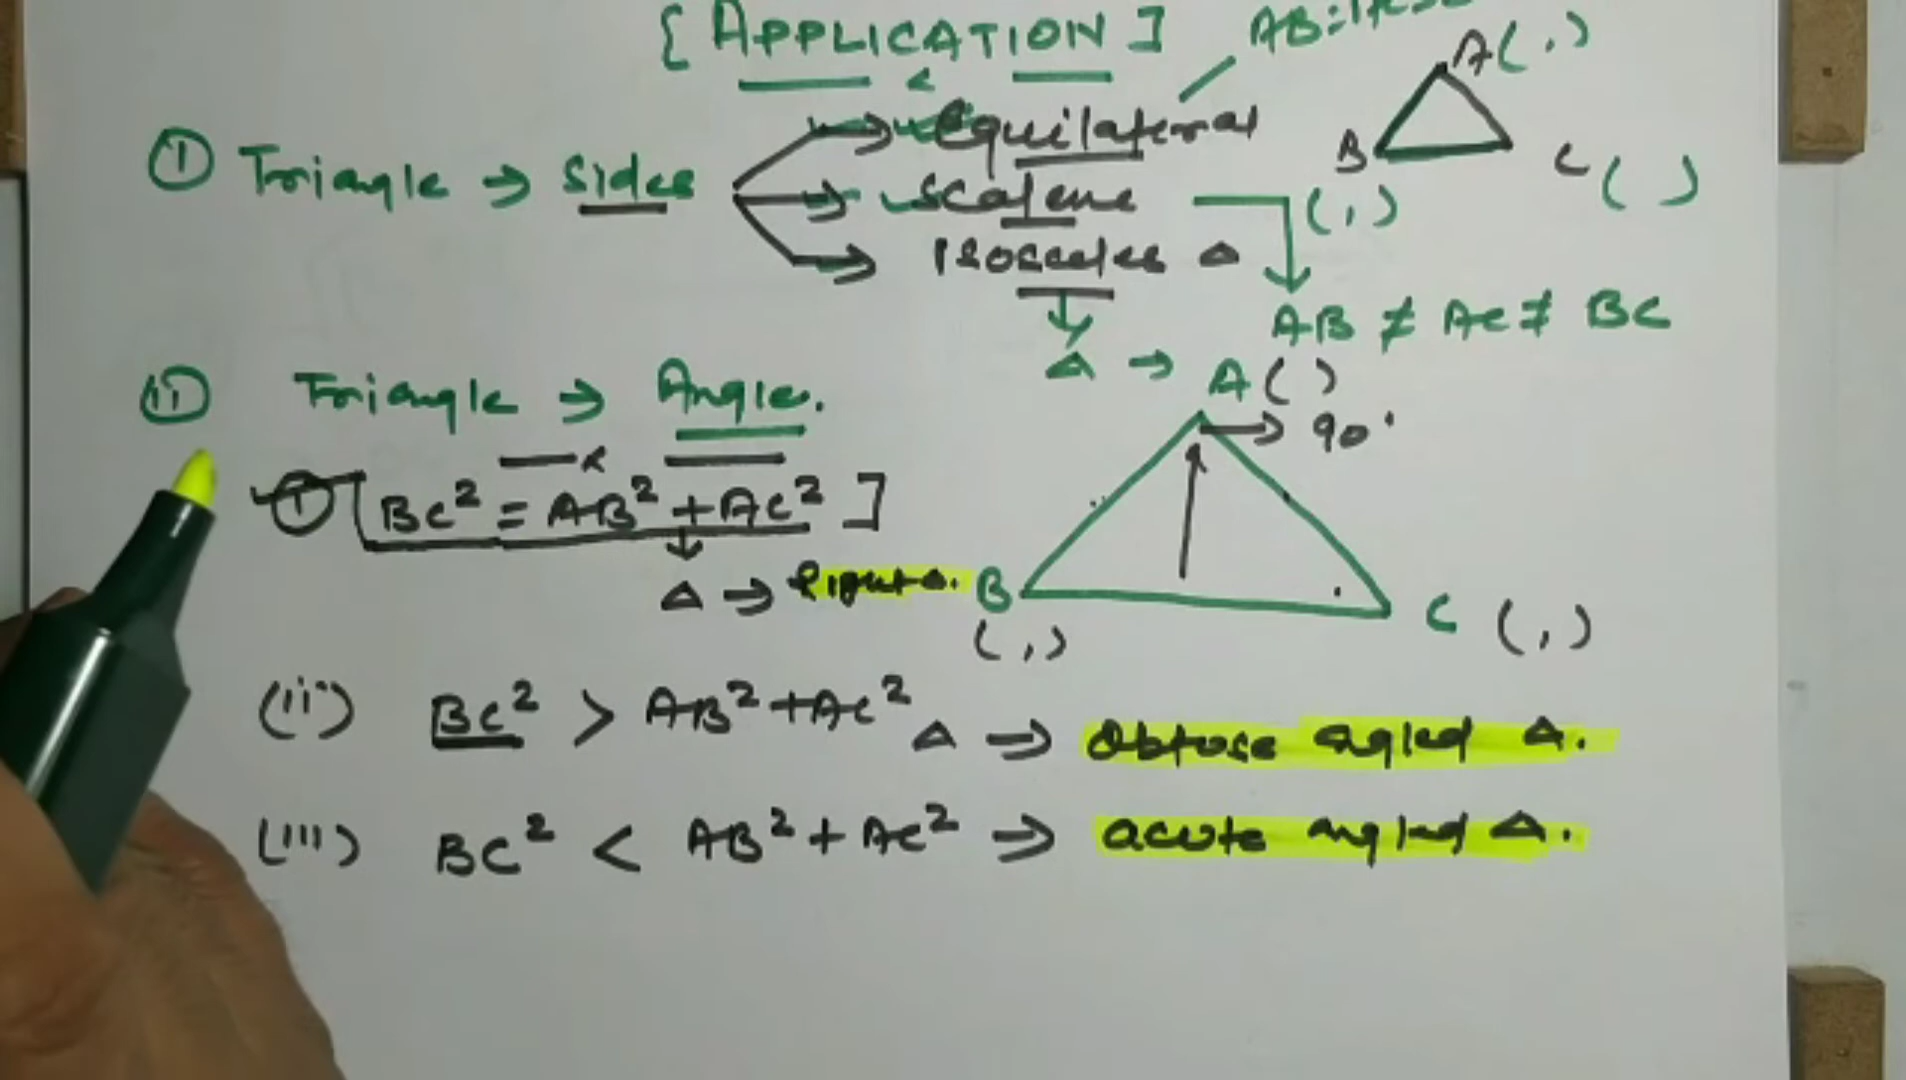 [ APPLICATION ]
AB=
A ( , )
B
C ( )
( , )
① Triangle → Sides
→ Equilateral
→ Scalene
→ Isosceles Δ
AB ≠ AC ≠ BC
Δ →
(ii) Triangle → Angle.
A ( )
→ 90°
① [ BC² = AB² + AC² ]
Δ → Right Δ.
B ( , )
C ( , )
(ii) BC² > AB² + AC² Δ → Obtuse angled Δ.
(iii) BC² < AB² + AC² → acute angled Δ.